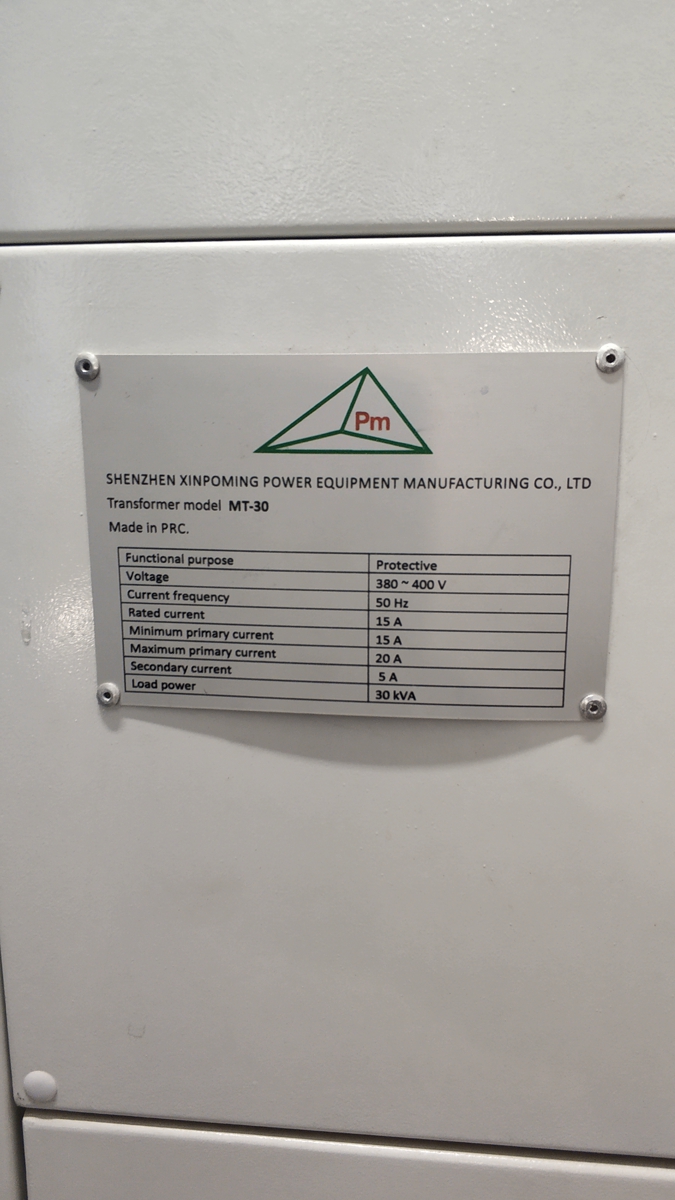 Pm
SHENZHEN XINPOMING POWER EQUIPMENT MANUFACTURING CO., LTD
Transformer model MT-30
Made in PRC.
Functional purpose Protective
Voltage 380 ~ 400 V
Current frequency 50 Hz
Rated current 15 A
Minimum primary current 15 A
Maximum primary current 20 A
Secondary current 5 A
Load power 30 kVA